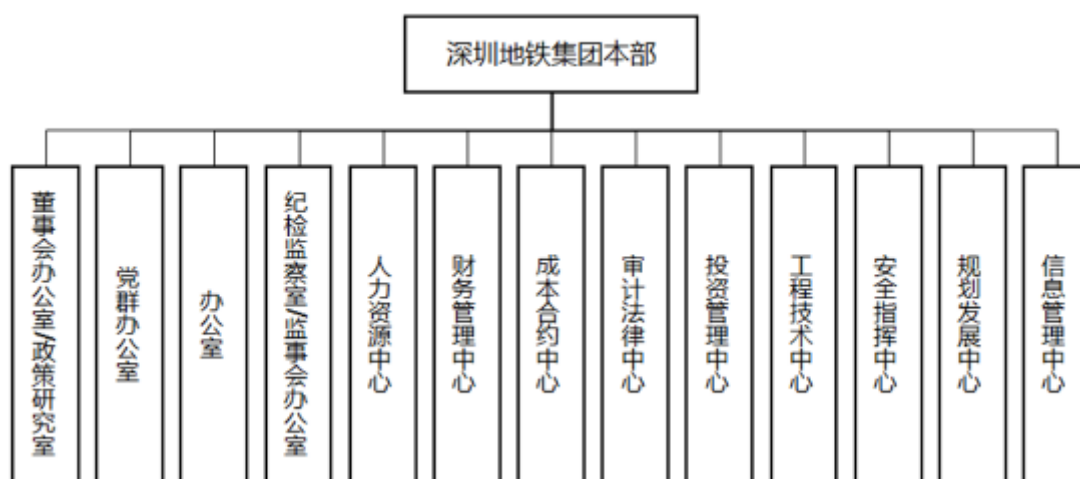 深圳地铁集团本部
董事会办公室/政策研究室
党群办公室
办公室
纪检监察室/监事会办公室
人力资源中心
财务管理中心
成本合约中心
审计法律中心
投资管理中心
工程技术中心
安全指挥中心
规划发展中心
信息管理中心